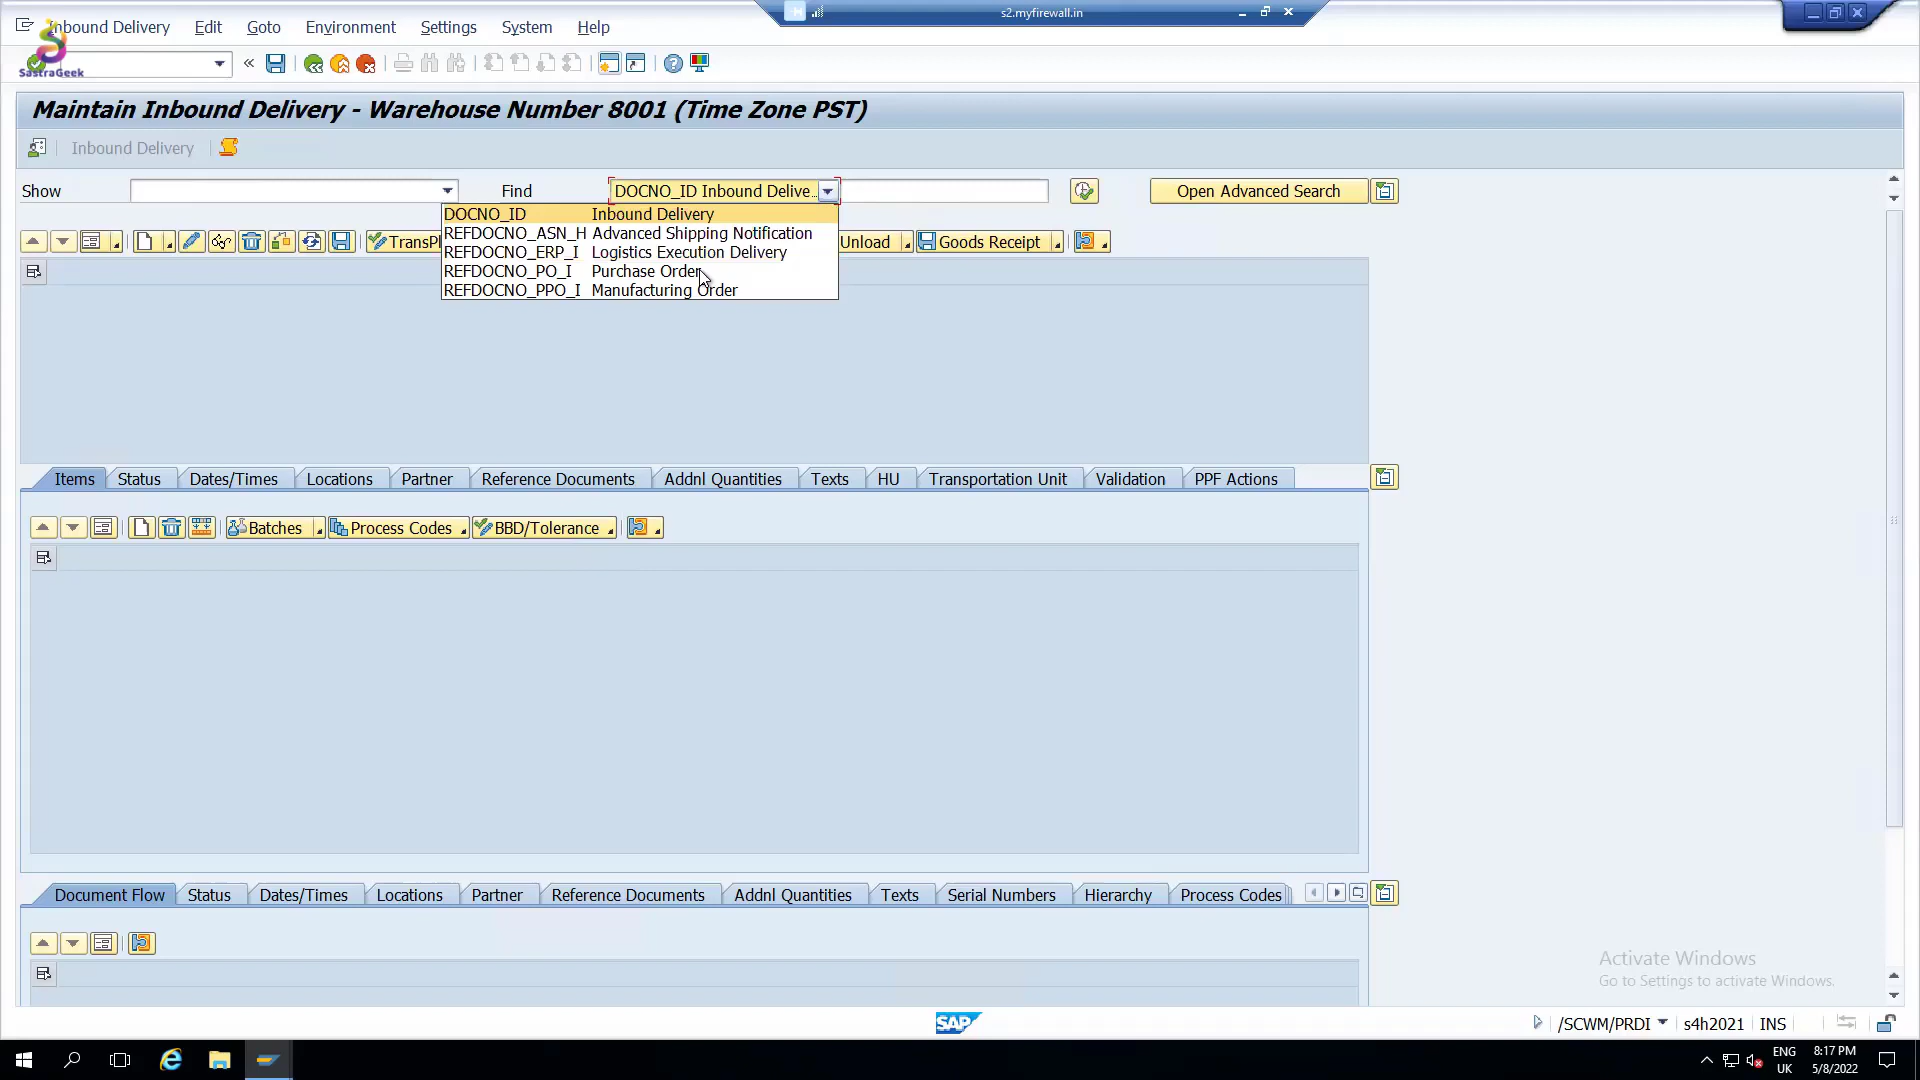 s2.myfirewall.in
Inbound Delivery Edit Goto Environment Settings System Help
SastraGeek
Maintain Inbound Delivery - Warehouse Number 8001 (Time Zone PST)
Inbound Delivery
Show Find DOCNO_ID Inbound Delive... Open Advanced Search
DOCNO_ID Inbound Delivery
REFDOCNO_ASN_H Advanced Shipping Notification
REFDOCNO_ERP_I Logistics Execution Delivery
REFDOCNO_PO_I Purchase Order
REFDOCNO_PPO_I Manufacturing Order
TransPl Unload Goods Receipt
Items Status Dates/Times Locations Partner Reference Documents Addnl Quantities Texts HU Transportation Unit Validation PPF Actions
Batches Process Codes BBD/Tolerance
Document Flow Status Dates/Times Locations Partner Reference Documents Addnl Quantities Texts Serial Numbers Hierarchy Process Codes
Activate Windows
Go to Settings to activate Windows.
SAP /SCWM/PRDI s4h2021 INS
ENG 8:17 PM
UK 5/8/2022